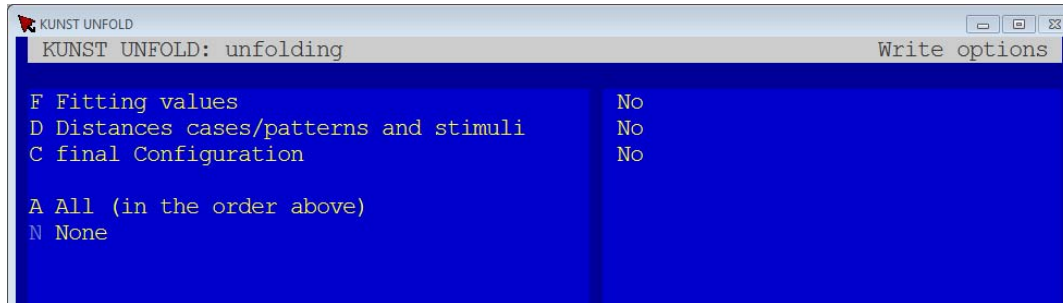 KUNST UNFOLD
KUNST UNFOLD: unfolding Write options
F Fitting values No
D Distances cases/patterns and stimuli No
C final Configuration No
A All (in the order above)
N None